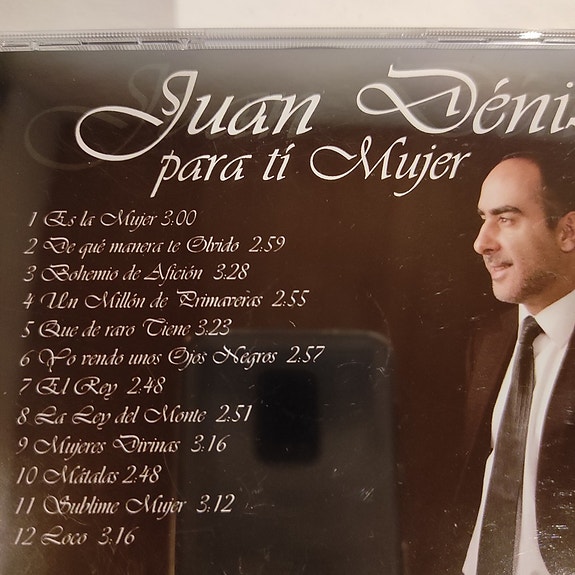 Juan Dénis
para tí Mujer
1 Es la Mujer 3:00
2 De qué manera te Olvido 2:59
3 Bohemio de Afición 3:28
4 Un Millón de Primaveras 2:55
5 Que de raro Tiene 3:23
6 Yo vendo unos Ojos Negros 2:57
7 El Rey 2:48
8 La Ley del Monte 2:51
9 Mujeres Divinas 3:16
10 Mátalas 2:48
11 Sublime Mujer 3:12
12 Loco 3:16